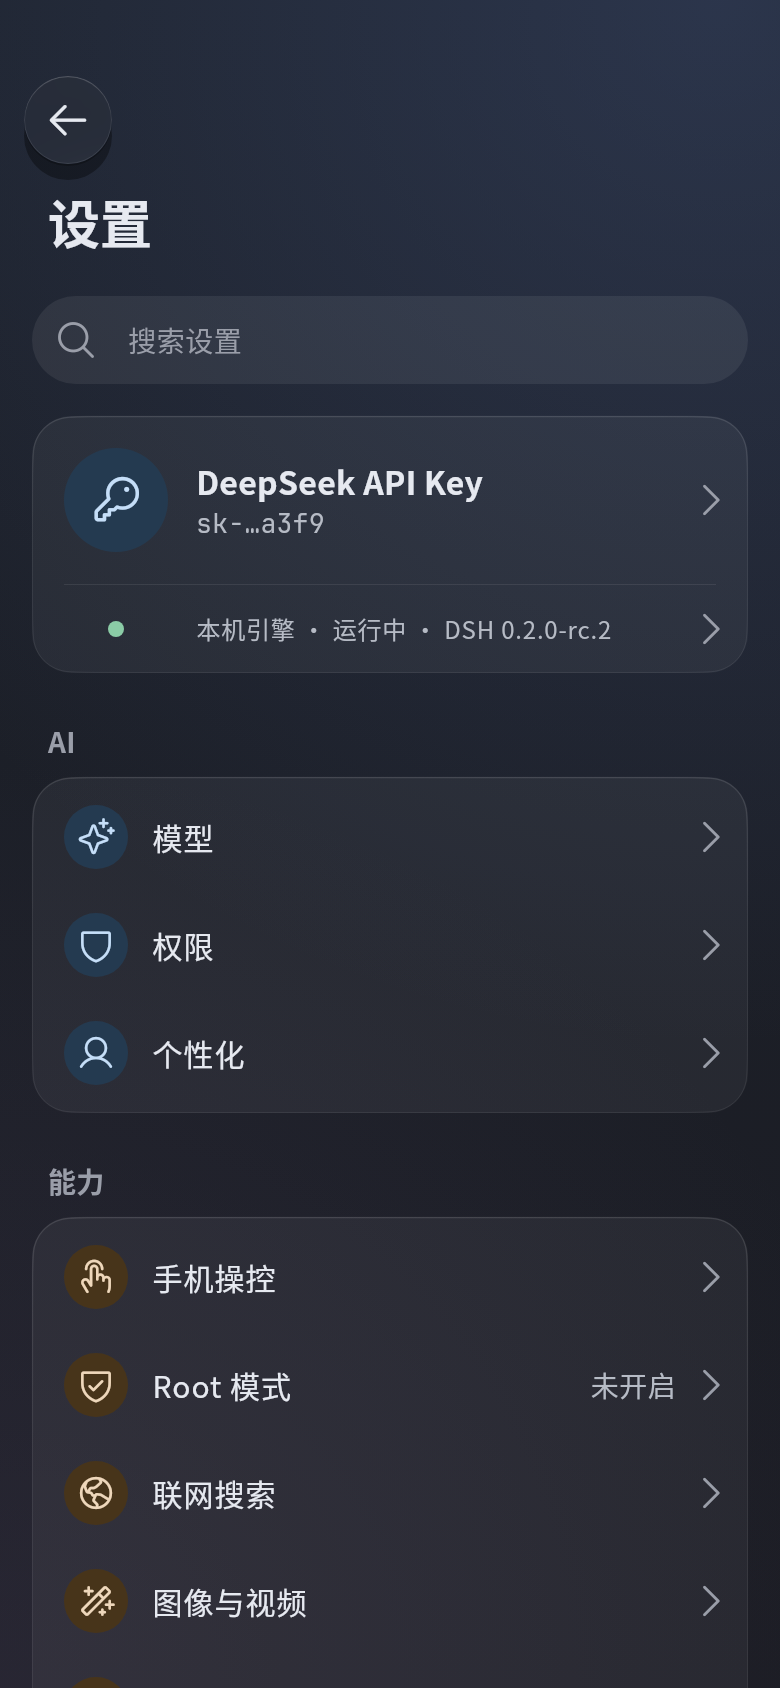 设置
搜索设置
DeepSeek API Key
sk-…a3f9
本机引擎 · 运行中 · DSH 0.2.0-rc.2
AI
模型
权限
个性化
能力
手机操控
Root 模式 未开启
联网搜索
图像与视频